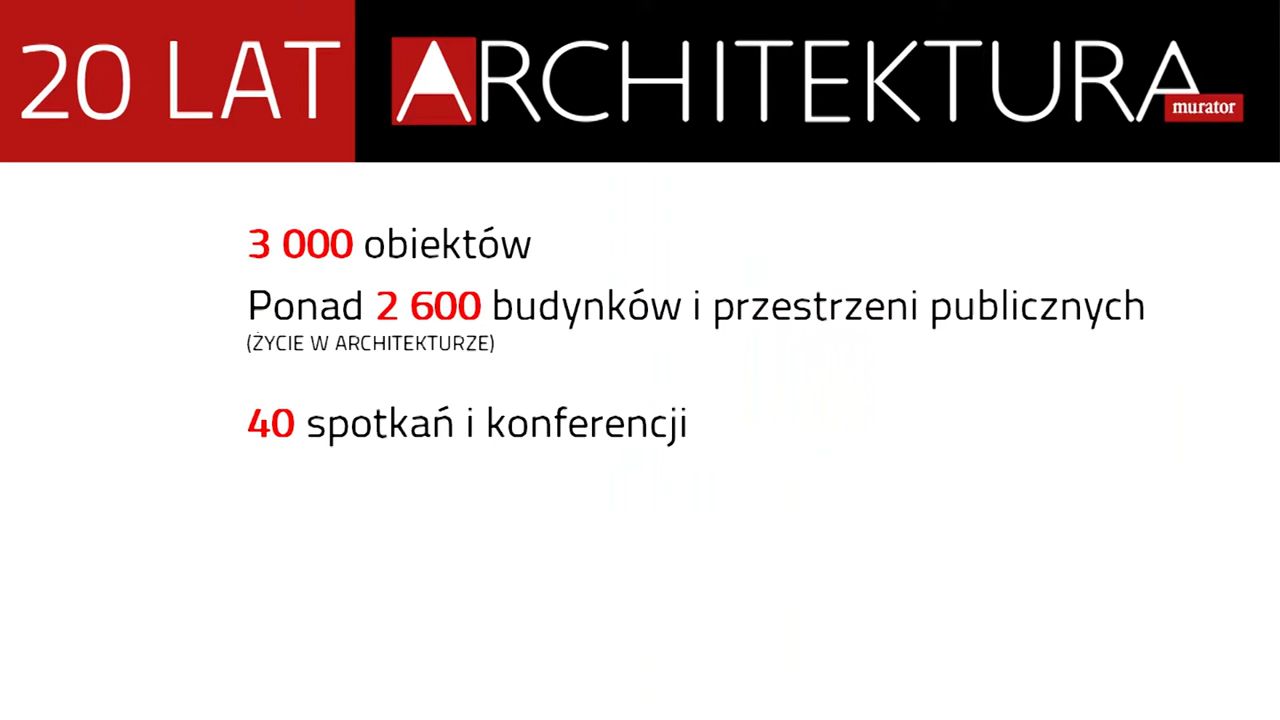 20 LAT ARCHITEKTURA
murator
3 000 obiektów
Ponad 2 600 budynków i przestrzeni publicznych
(ŻYCIE W ARCHITEKTURZE)
40 spotkań i konferencji